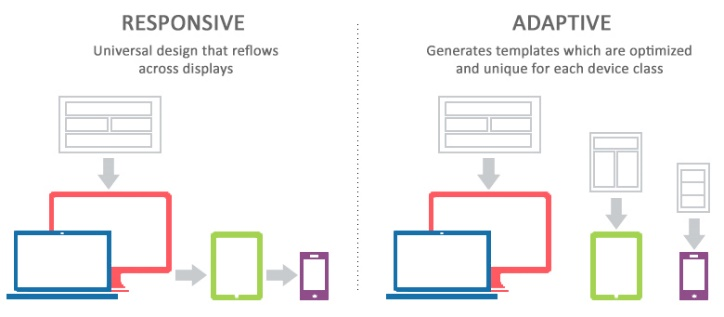 RESPONSIVE
Universal design that reflows
across displays
ADAPTIVE
Generates templates which are optimized
and unique for each device class